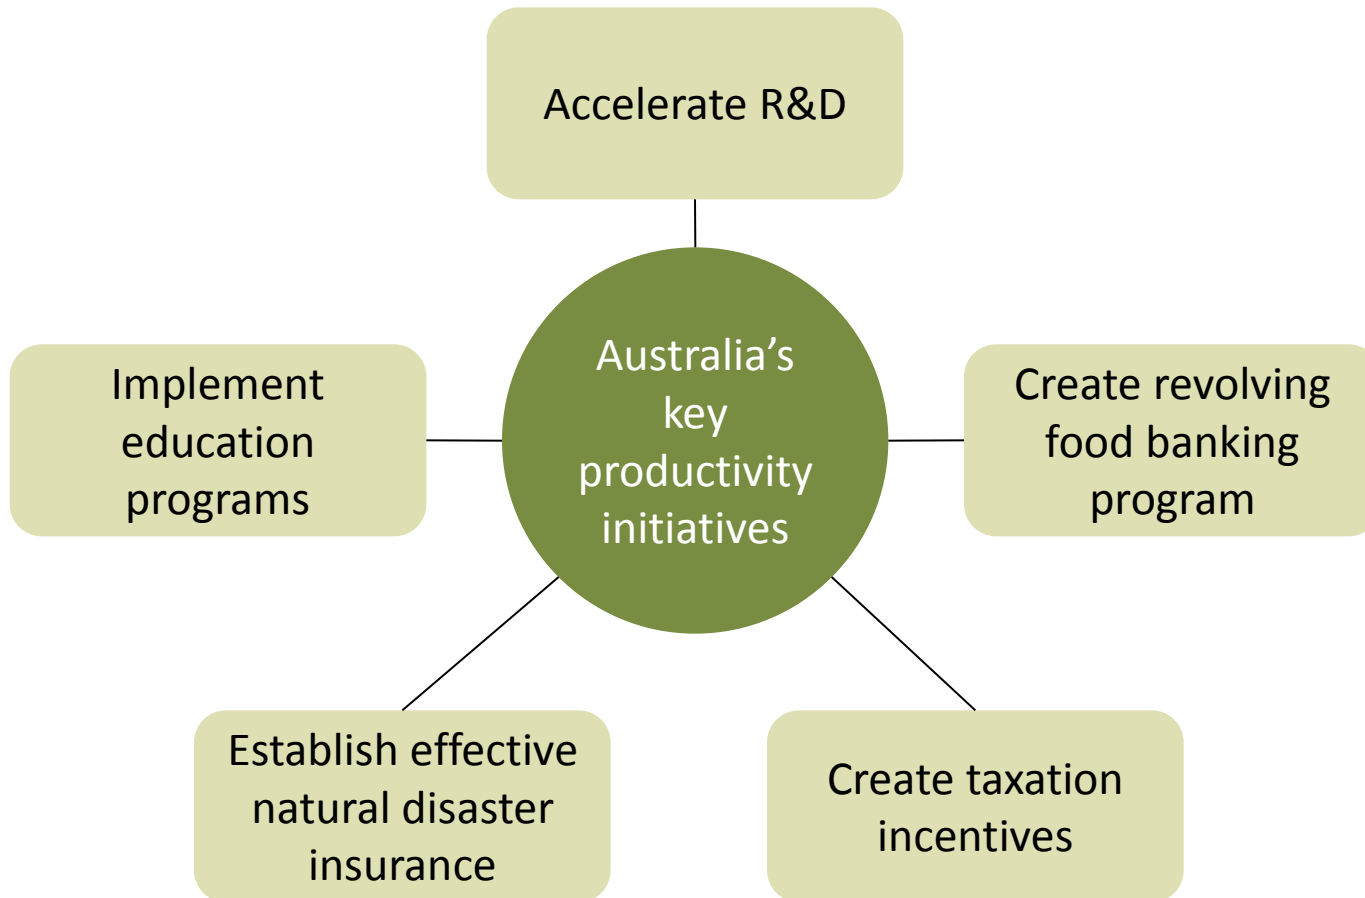 Accelerate R&D
Australia’s
key
productivity
initiatives
Implement
education
programs
Create revolving
food banking
program
Establish effective
natural disaster
insurance
Create taxation
incentives